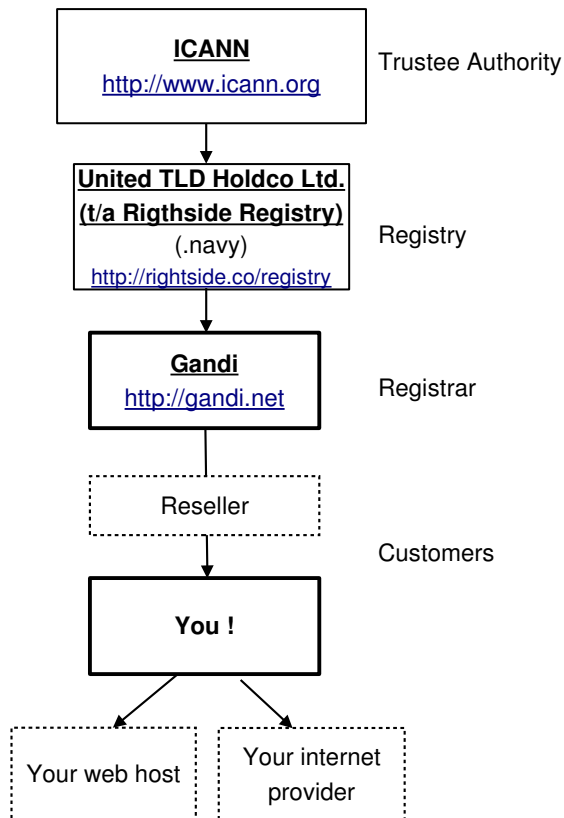 ICANN
http://www.icann.org
Trustee Authority
United TLD Holdco Ltd.
(t/a Rigthside Registry)
(.navy)
http://rightside.co/registry
Registry
Gandi
http://gandi.net
Registrar
Reseller
Customers
You !
Your web host
Your internet
provider